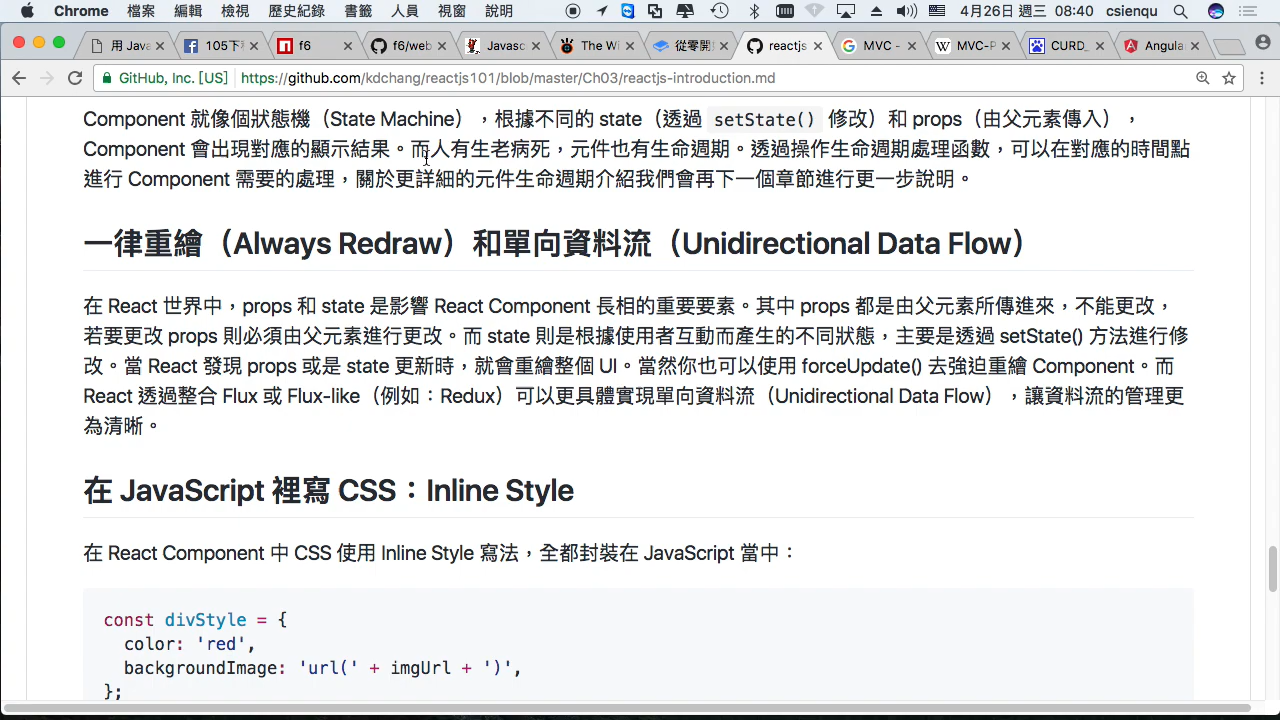 Chrome 檔案 編輯 檢視 歷史紀錄 書籤 人員 視窗 說明 4月26日 週三 08:40 csienqu
用 Java 105下 f6 f6/web Javasc The Wi 從零開 reactjs MVC - MVC-P CURD_ Angula
GitHub, Inc. [US] https://github.com/kdchang/reactjs101/blob/master/Ch03/reactjs-introduction.md
Component 就像個狀態機（State Machine），根據不同的 state（透過 setState() 修改）和 props（由父元素傳入），
Component 會出現對應的顯示結果。而人有生老病死，元件也有生命週期。透過操作生命週期處理函數，可以在對應的時間點
進行 Component 需要的處理，關於更詳細的元件生命週期介紹我們會再下一個章節進行更一步說明。
一律重繪（Always Redraw）和單向資料流（Unidirectional Data Flow）
在 React 世界中，props 和 state 是影響 React Component 長相的重要要素。其中 props 都是由父元素所傳進來，不能更改，
若要更改 props 則必須由父元素進行更改。而 state 則是根據使用者互動而產生的不同狀態，主要是透過 setState() 方法進行修
改。當 React 發現 props 或是 state 更新時，就會重繪整個 UI。當然你也可以使用 forceUpdate() 去強迫重繪 Component。而
React 透過整合 Flux 或 Flux-like（例如：Redux）可以更具體實現單向資料流（Unidirectional Data Flow），讓資料流的管理更
為清晰。
在 JavaScript 裡寫 CSS：Inline Style
在 React Component 中 CSS 使用 Inline Style 寫法，全都封裝在 JavaScript 當中：
const divStyle = {
color: 'red',
backgroundImage: 'url(' + imgUrl + ')',
};